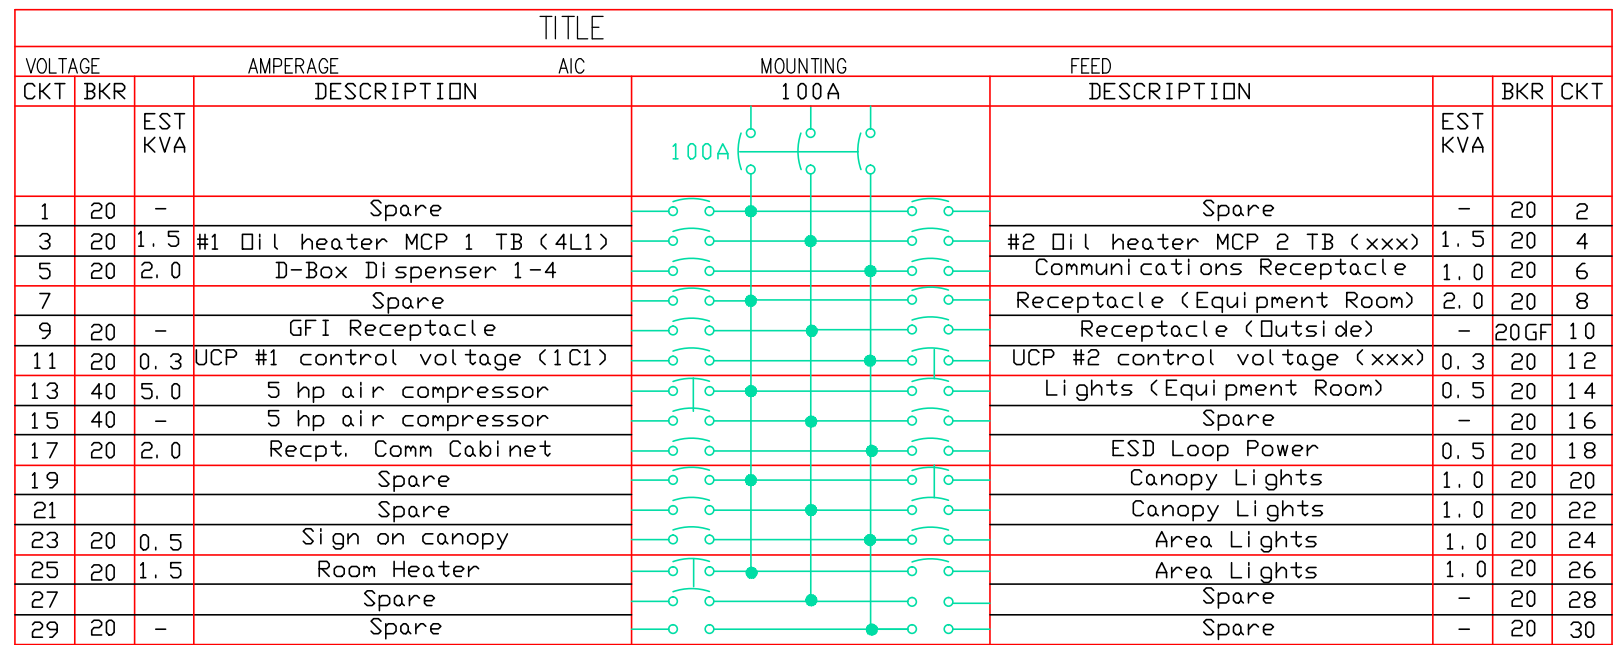 TITLE
VOLTAGE AMPERAGE AIC MOUNTING FEED
CKT BKR DESCRIPTION 100A DESCRIPTION BKR CKT
EST KVA 100A EST KVA
1 20 - Spare Spare - 20 2
3 20 1.5 #1 Oil heater MCP 1 TB (4L1) #2 Oil heater MCP 2 TB (xxx) 1.5 20 4
5 20 2.0 D-Box Dispenser 1-4 Communications Receptacle 1.0 20 6
7 Spare Receptacle (Equipment Room) 2.0 20 8
9 20 - GFI Receptacle Receptacle (Outside) - 20GF 10
11 20 0.3 UCP #1 control voltage (1C1) UCP #2 control voltage (xxx) 0.3 20 12
13 40 5.0 5 hp air compressor Lights (Equipment Room) 0.5 20 14
15 40 - 5 hp air compressor Spare - 20 16
17 20 2.0 Recpt. Comm Cabinet ESD Loop Power 0.5 20 18
19 Spare Canopy Lights 1.0 20 20
21 Spare Canopy Lights 1.0 20 22
23 20 0.5 Sign on canopy Area Lights 1.0 20 24
25 20 1.5 Room Heater Area Lights 1.0 20 26
27 Spare Spare - 20 28
29 20 - Spare Spare - 20 30